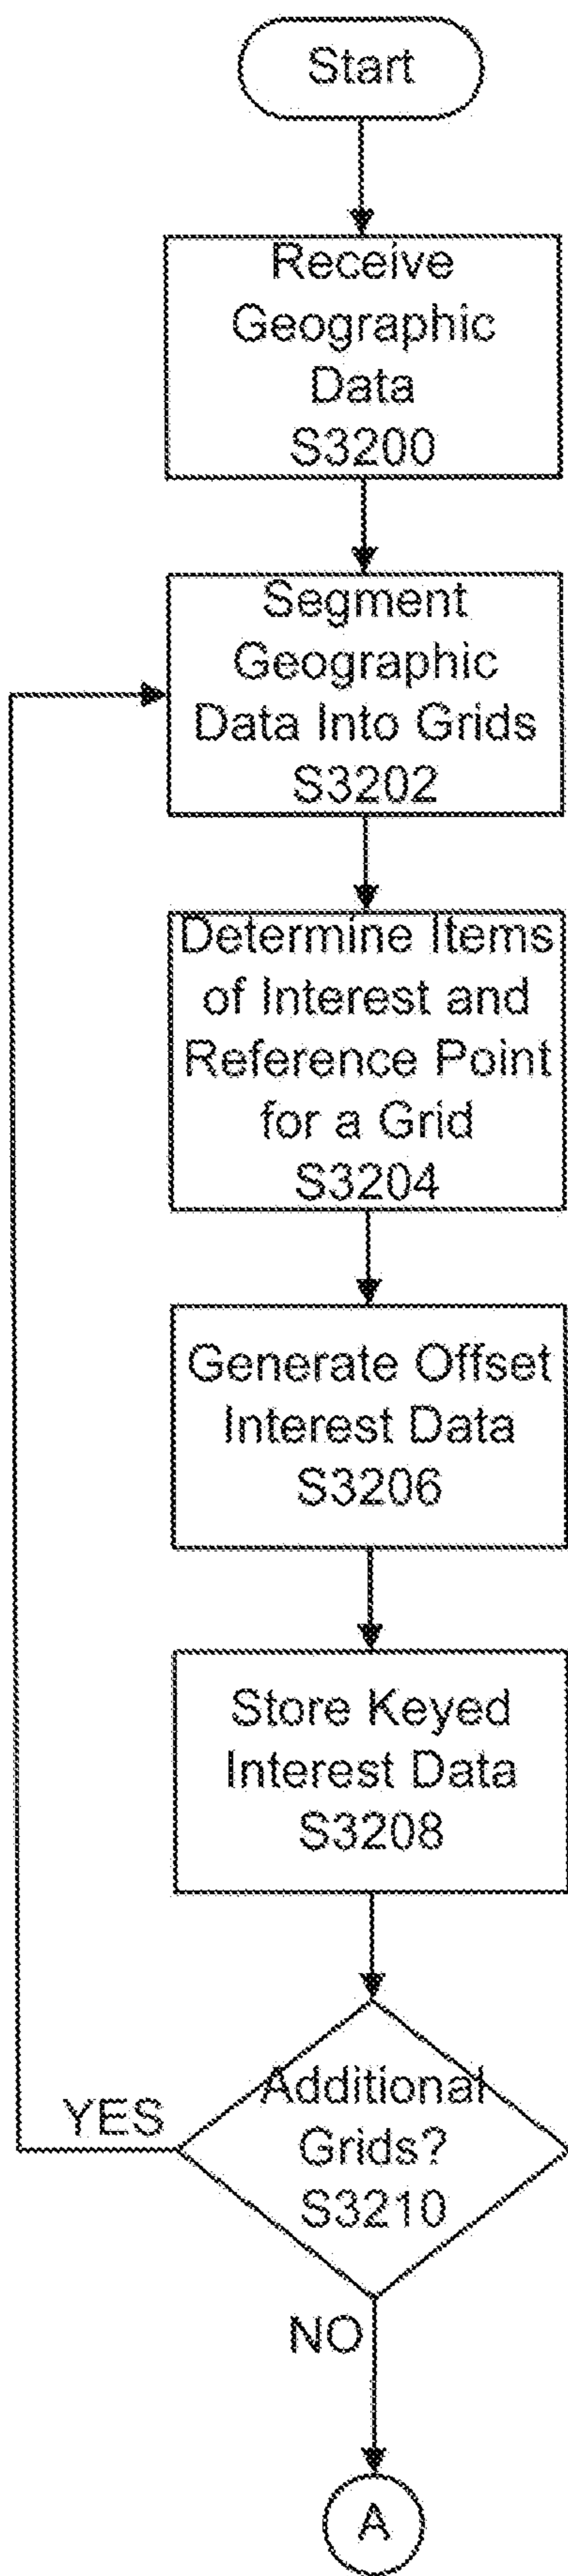 Start
Receive
Geographic
Data
S3200
Segment
Geographic
Data Into Grids
S3202
Determine Items
of Interest and
Reference Point
for a Grid
S3204
Generate Offset
Interest Data
S3206
Store Keyed
Interest Data
S3208
Additional
Grids?
S3210
YES
NO
A